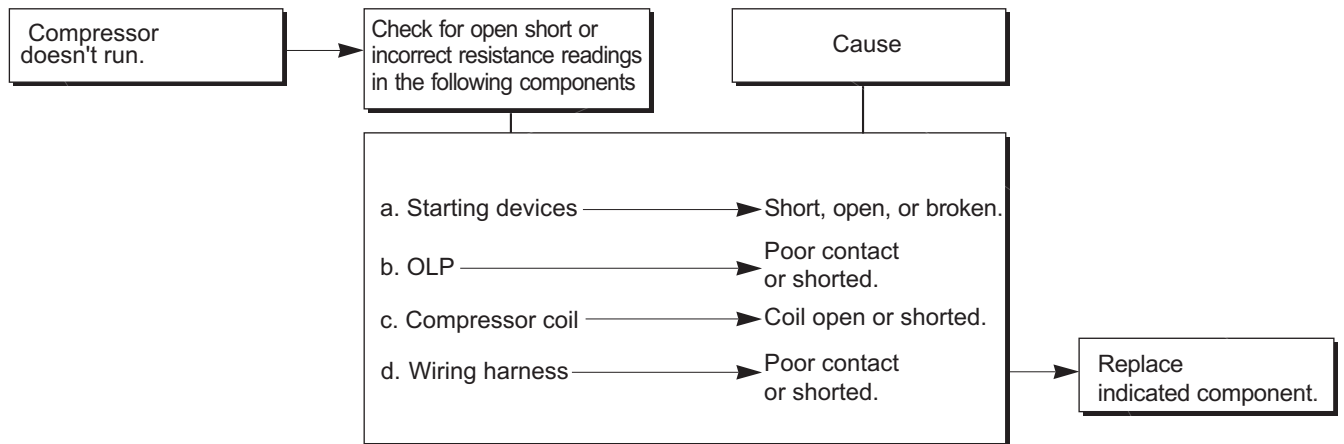 Compressor
doesn't run.
Check for open short or
incorrect resistance readings
in the following components
Cause
a. Starting devices
Short, open, or broken.
b. OLP
Poor contact
or shorted.
c. Compressor coil
Coil open or shorted.
d. Wiring harness
Poor contact
or shorted.
Replace
indicated component.